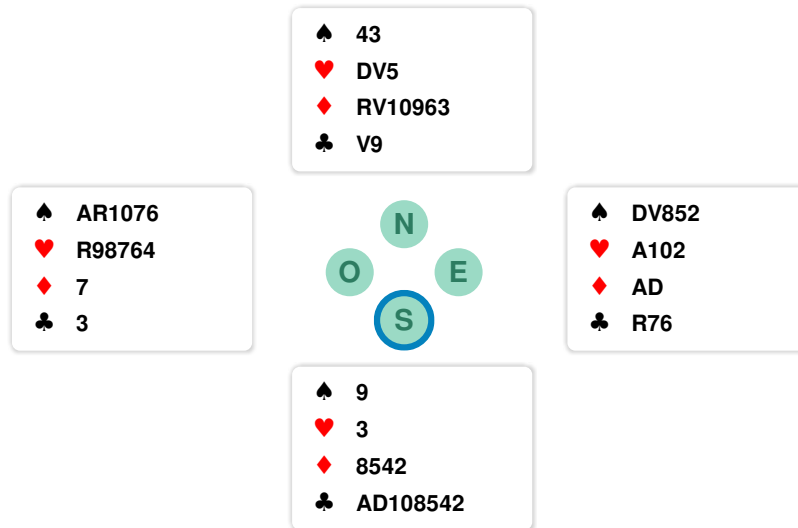 ♠ 43
♥ DV5
♦ RV10963
♣ V9
♠ AR1076
♥ R98764
♦ 7
♣ 3
N
O E
S
♠ DV852
♥ A102
♦ AD
♣ R76
♠ 9
♥ 3
♦ 8542
♣ AD108542